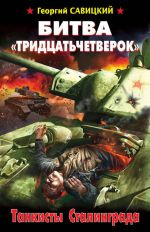 Георгий САВИЦКИЙ
БИТВА
«ТРИДЦАТЬЧЕТВЕРОК»
Танкисты Сталинграда